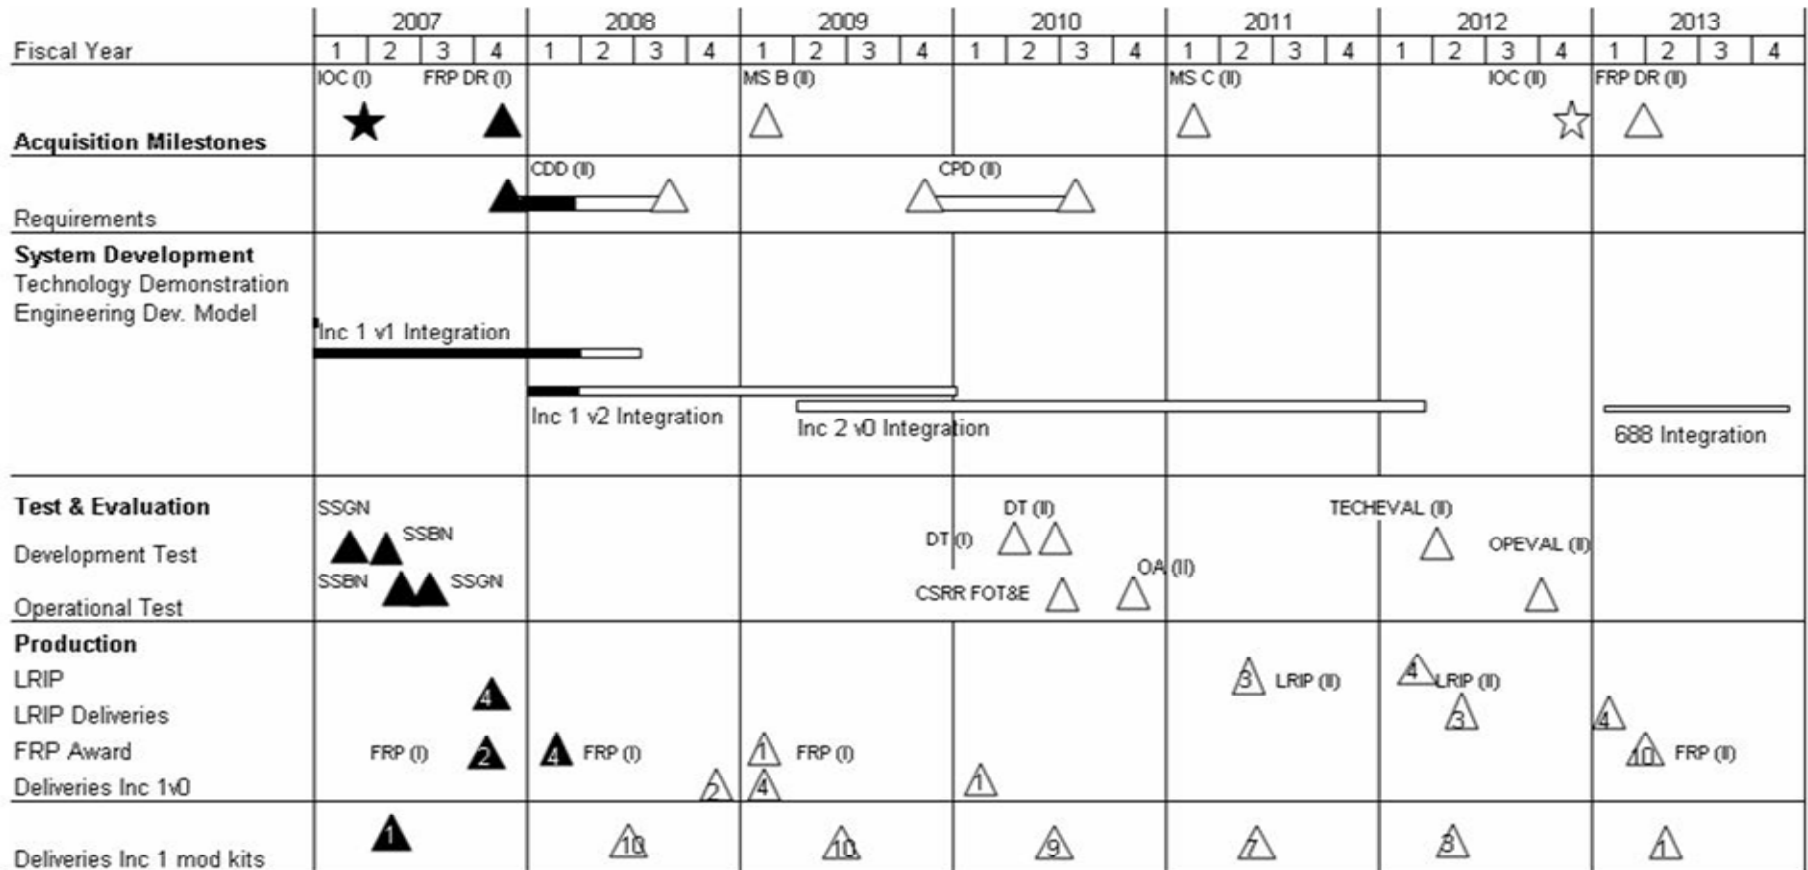 2007 2008 2009 2010 2011 2012 2013
Fiscal Year 1 2 3 4 1 2 3 4 1 2 3 4 1 2 3 4 1 2 3 4 1 2 3 4 1 2 3 4
IOC (I) FRP DR (I) MS B (II) MS C (II) IOC (II) FRP DR (II)
Acquisition Milestones
CDD (II) CPD (II)
Requirements
System Development
Technology Demonstration
Engineering Dev. Model
Inc 1 v1 Integration
Inc 1 v2 Integration
Inc 2 v0 Integration
688 Integration
Test & Evaluation SSGN DT (II) TECHEVAL (II)
SSBN
Development Test DT (I) OPEVAL (II)
OA (II)
SSBN SSGN
CSRR FOT&E
Operational Test
Production
LRIP 4 3 LRIP (II) 4 LRIP (II)
LRIP Deliveries 3 4
FRP Award FRP (I) 2 4 FRP (I) 1 FRP (I) 10 FRP (II)
Deliveries Inc 1v0 2 4 1
Deliveries Inc 1 mod kits 1 10 10 9 7 3 1